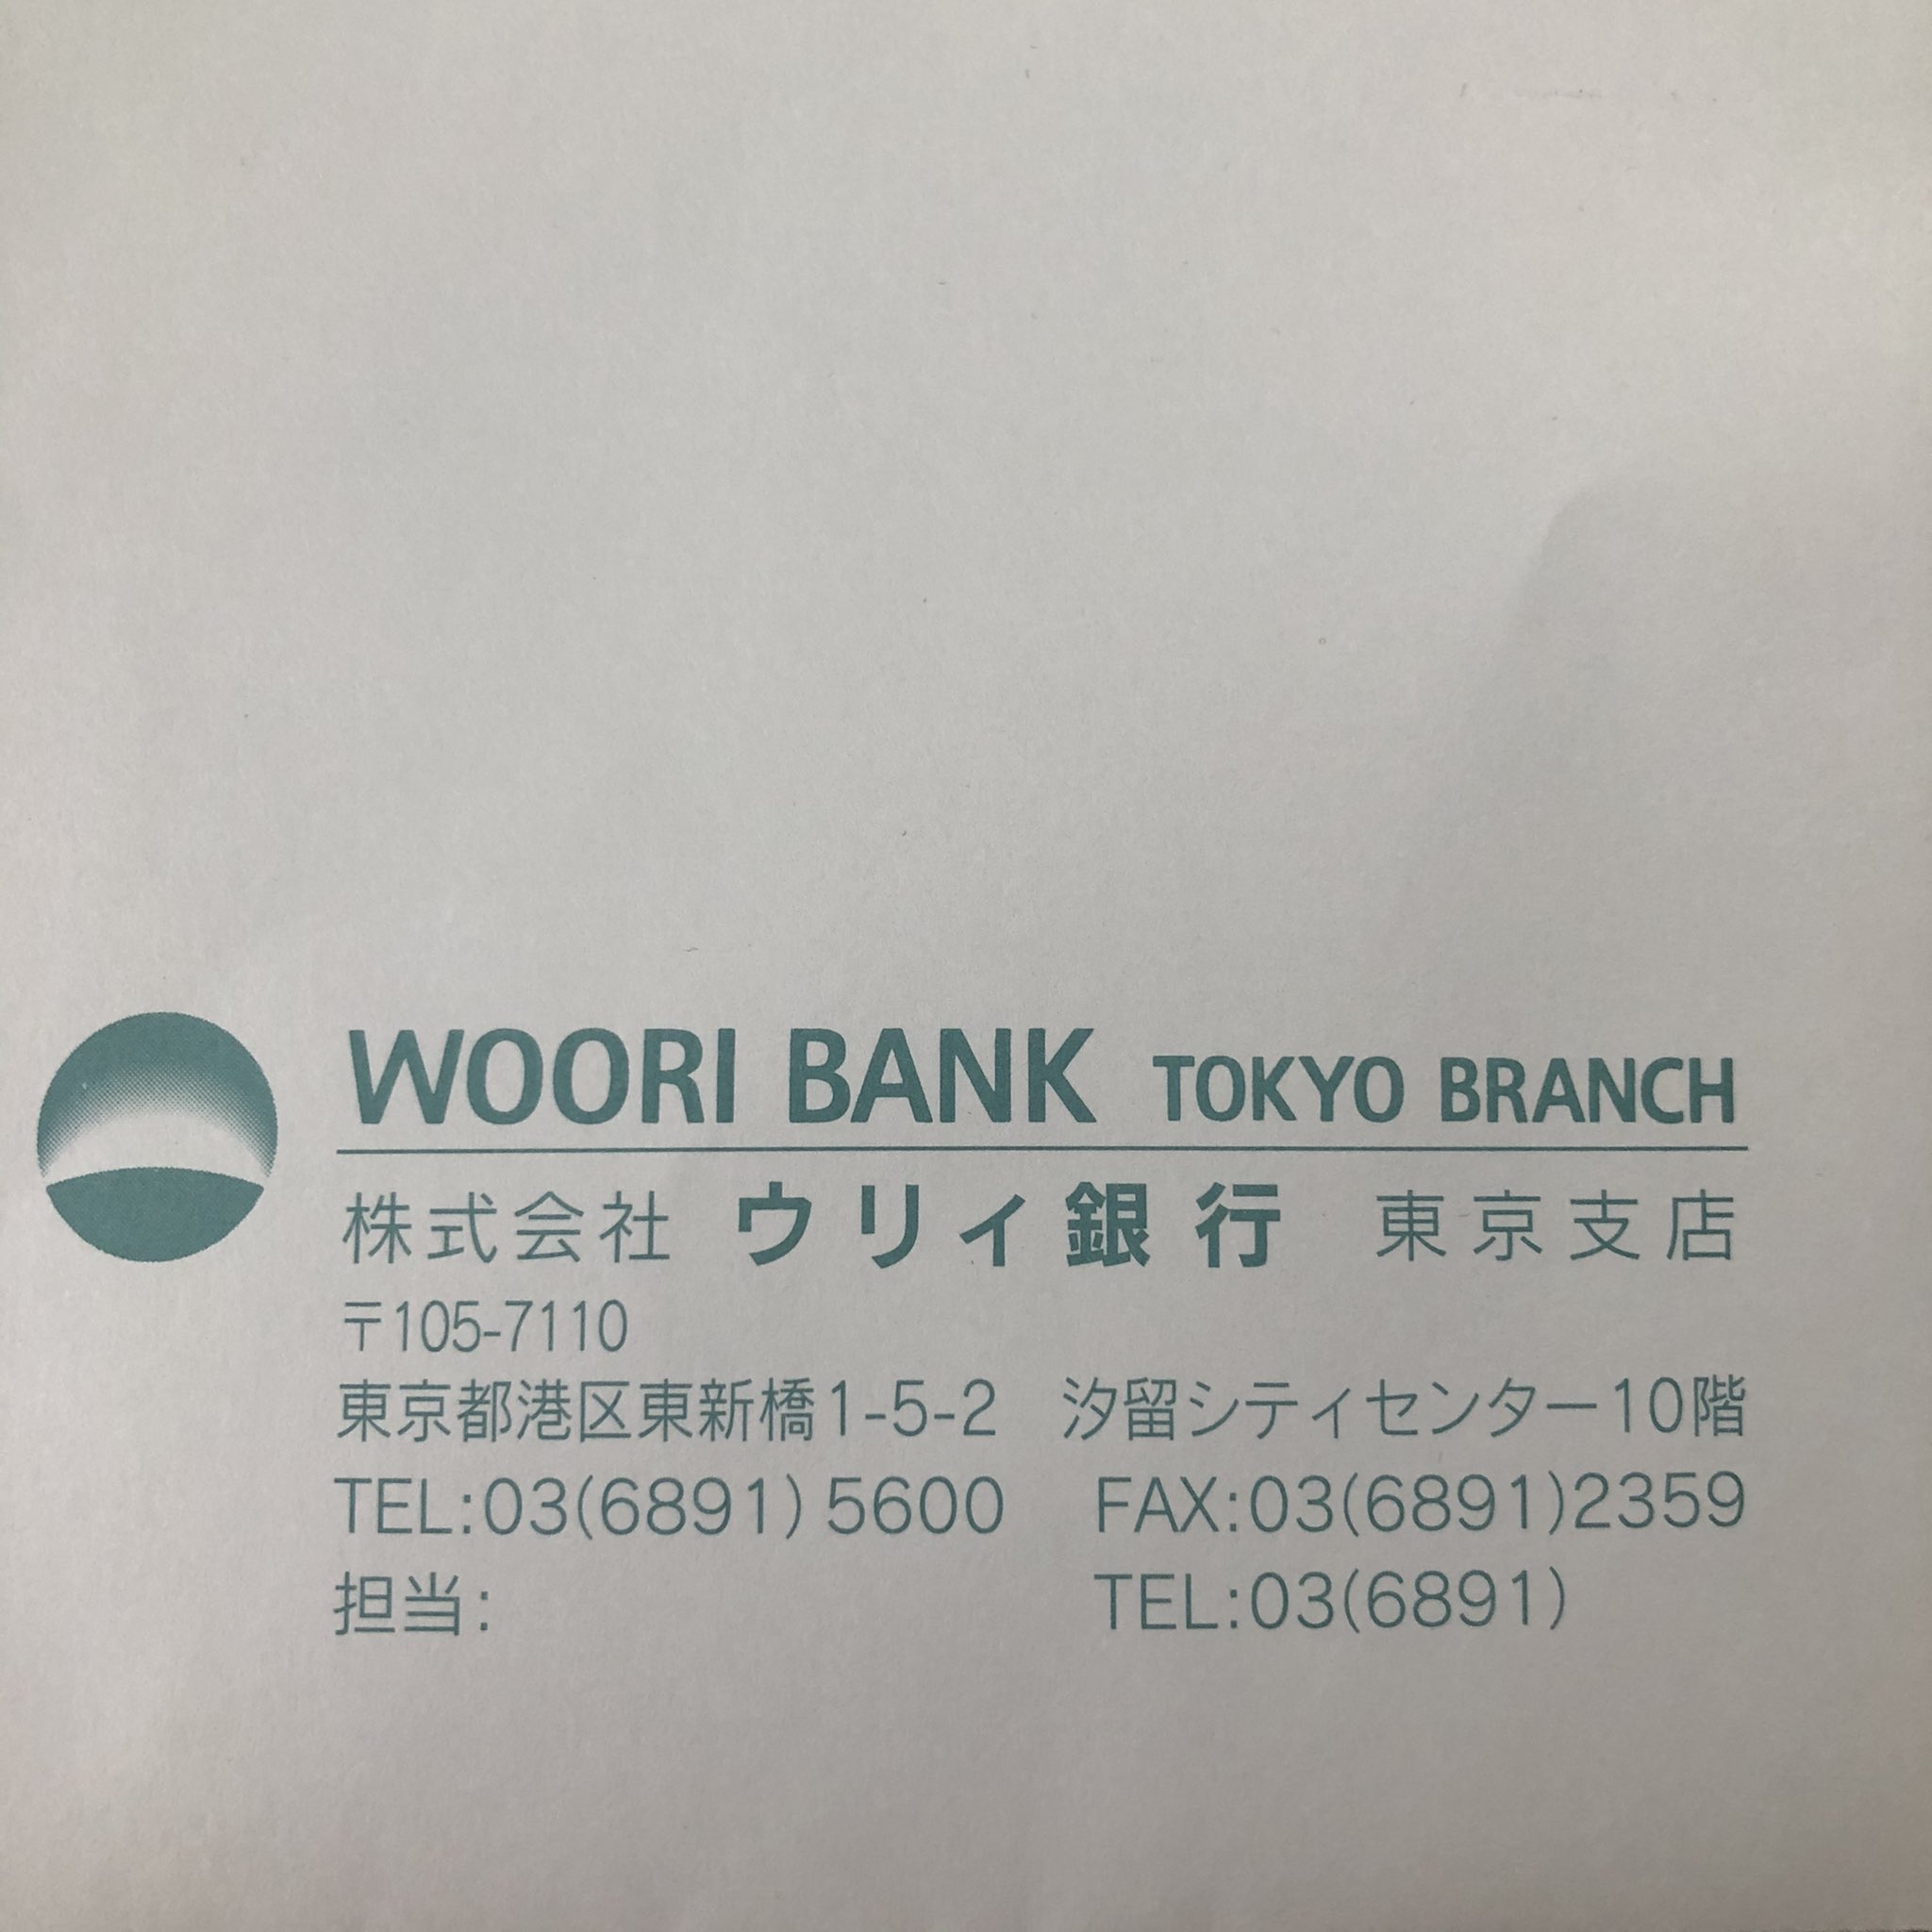 WOORI BANK TOKYO BRANCH
株式会社 ウリィ銀行 東京支店
〒105-7110
東京都港区東新橋1-5-2 汐留シティセンター10階
TEL:03(6891) 5600 FAX:03(6891)2359
担当: TEL:03(6891)